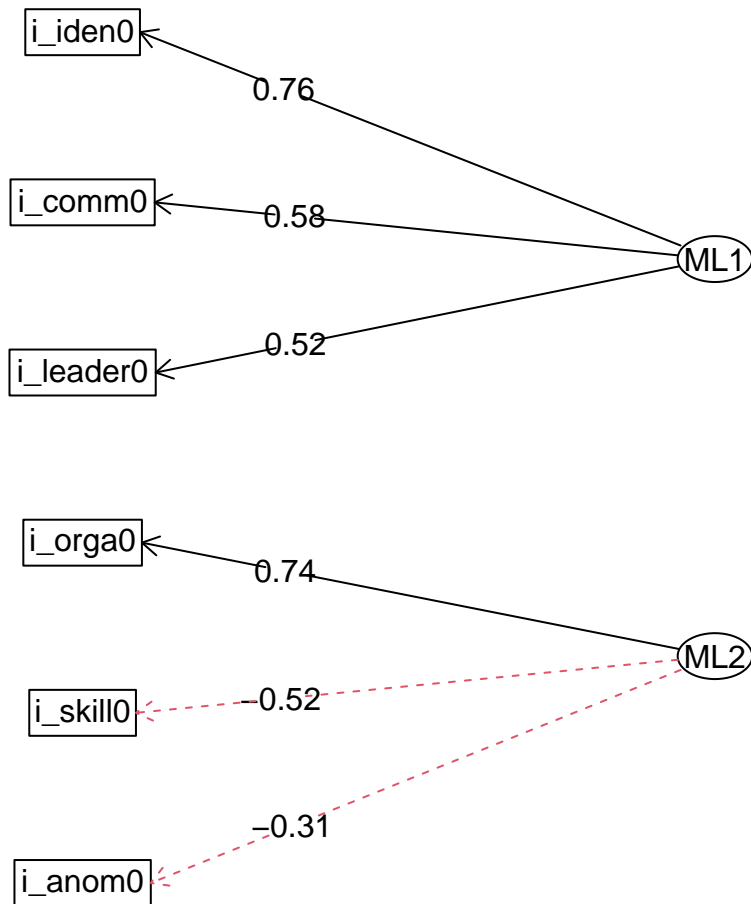 i_iden0
0.76
i_comm0
0.58
ML1
i_leader0
0.52
i_orga0
0.74
ML2
i_skill0
−0.52
−0.31
i_anom0